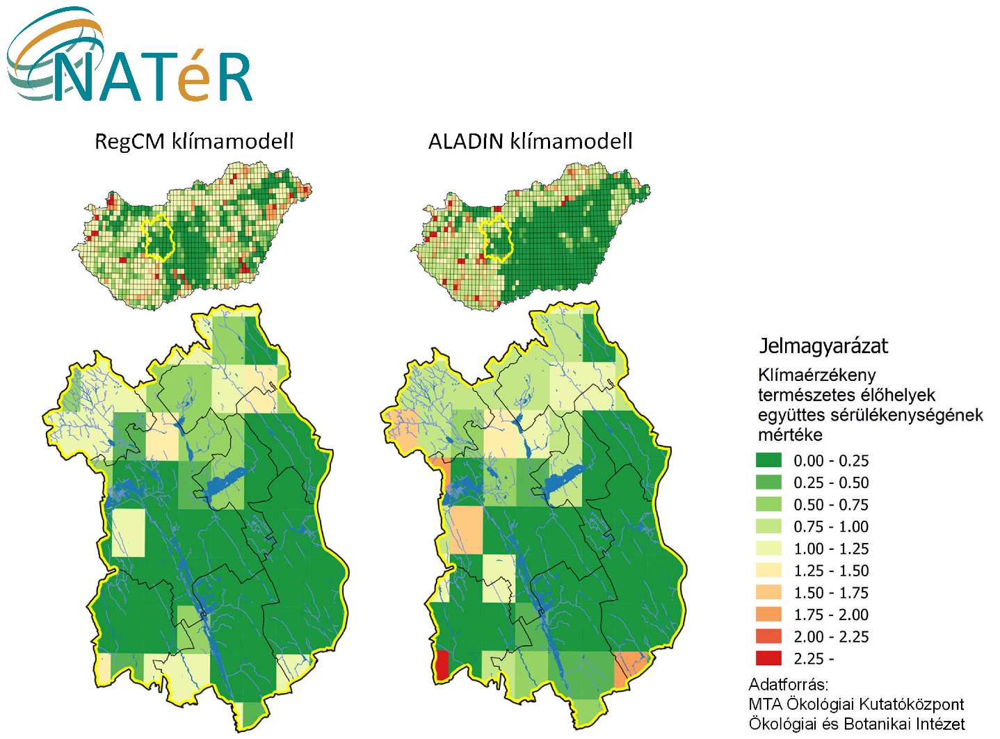 NATéR
RegCM klímamodell
ALADIN klímamodell
Jelmagyarázat
Klímaérzékeny
természetes élőhelyek
együttes sérülékenységének
mértéke
0.00 - 0.25
0.25 - 0.50
0.50 - 0.75
0.75 - 1.00
1.00 - 1.25
1.25 - 1.50
1.50 - 1.75
1.75 - 2.00
2.00 - 2.25
2.25 -
Adatforrás:
MTA Ökológiai Kutatóközpont
Ökológiai és Botanikai Intézet